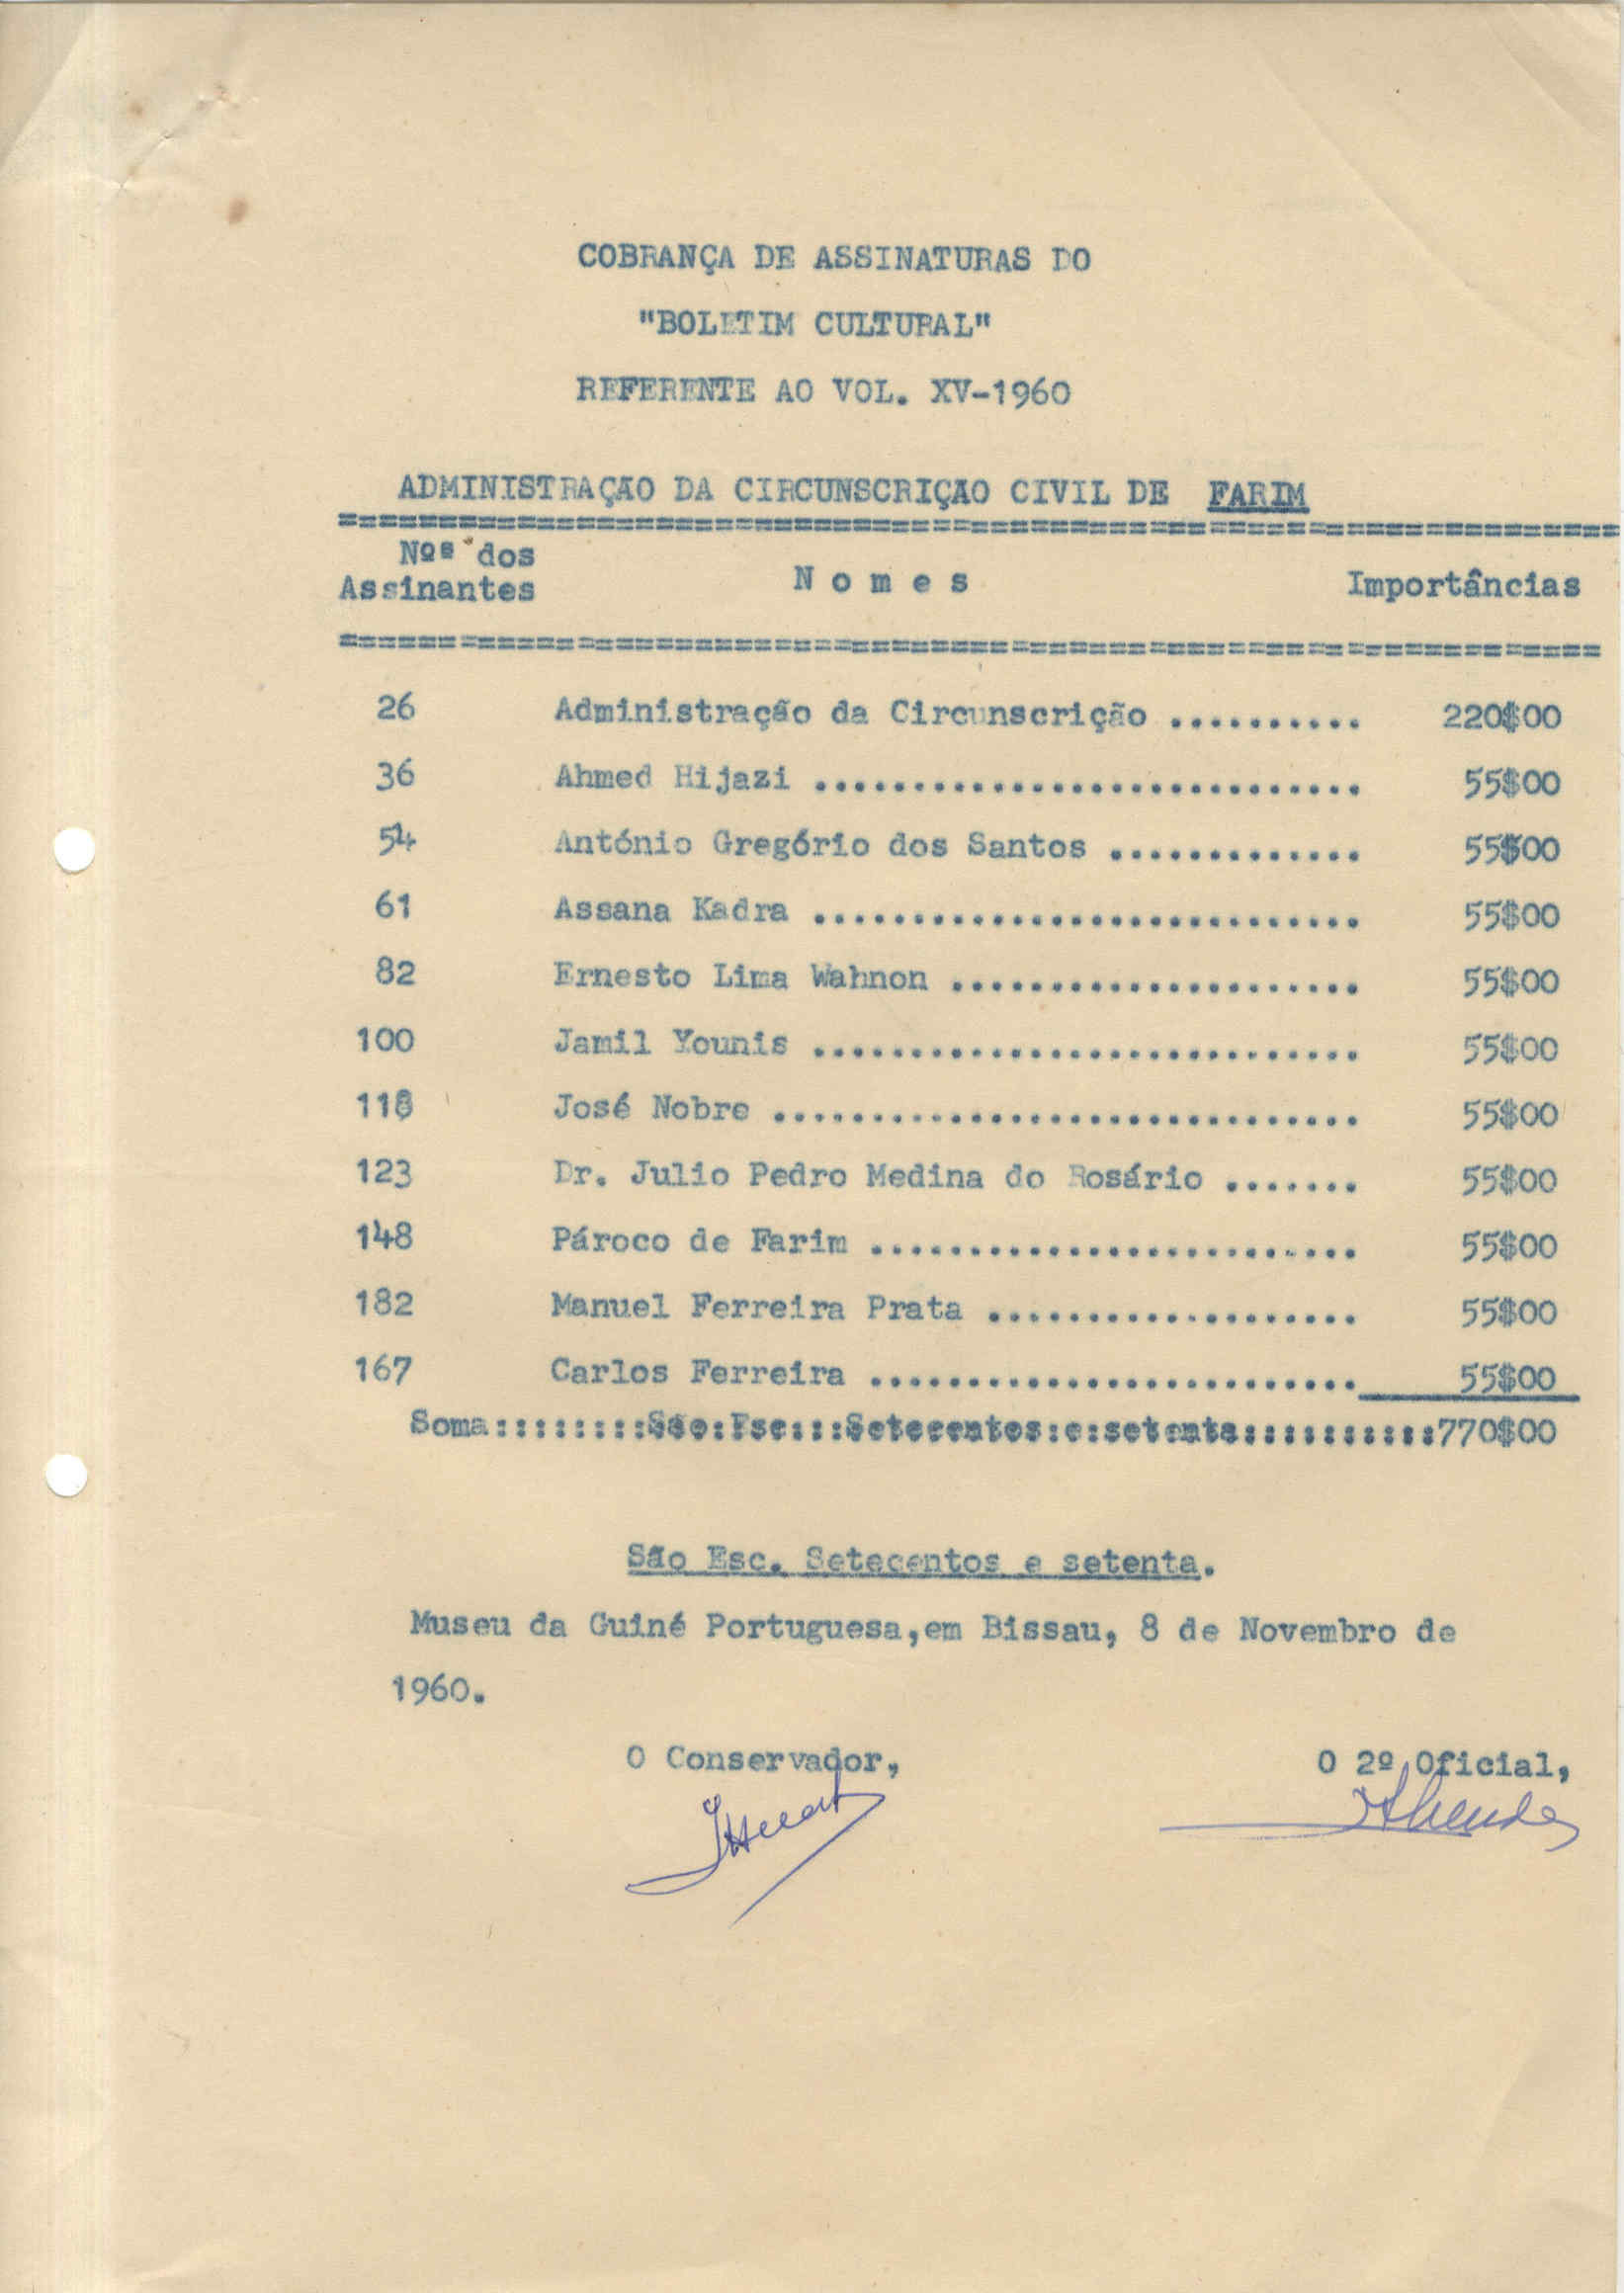 COBRANÇA DE ASSINATURAS DO
"BOLETIM CULTURAL"
REFERENTE AO VOL. XV-1960
ADMINISTRAÇÃO DA CIRCUNSCRIÇÃO CIVIL DE FARIM
Nºs dos
Assinantes N o m e s Importâncias
26 Administração da Circunscrição .......... 220$00
36 Ahmed Hijazi ............................ 55$00
54 António Gregório dos Santos ............. 55$00
61 Assana Kadra ............................ 55$00
82 Ernesto Lima Wahnon ..................... 55$00
100 Jamil Younis ............................ 55$00
118 José Nobre .............................. 55$00
123 Dr. Julio Pedro Medina do Rosário ....... 55$00
148 Pároco de Farim ......................... 55$00
182 Manuel Ferreira Prata ................... 55$00
167 Carlos Ferreira ......................... 55$00
Soma:::::::::São:Esc:::Setecentos:e:setenta::::::::::770$00
São Esc. Setecentos e setenta.
Museu da Guiné Portuguesa,em Bissau, 8 de Novembro de
1960.
O Conservador, O 2º Oficial,